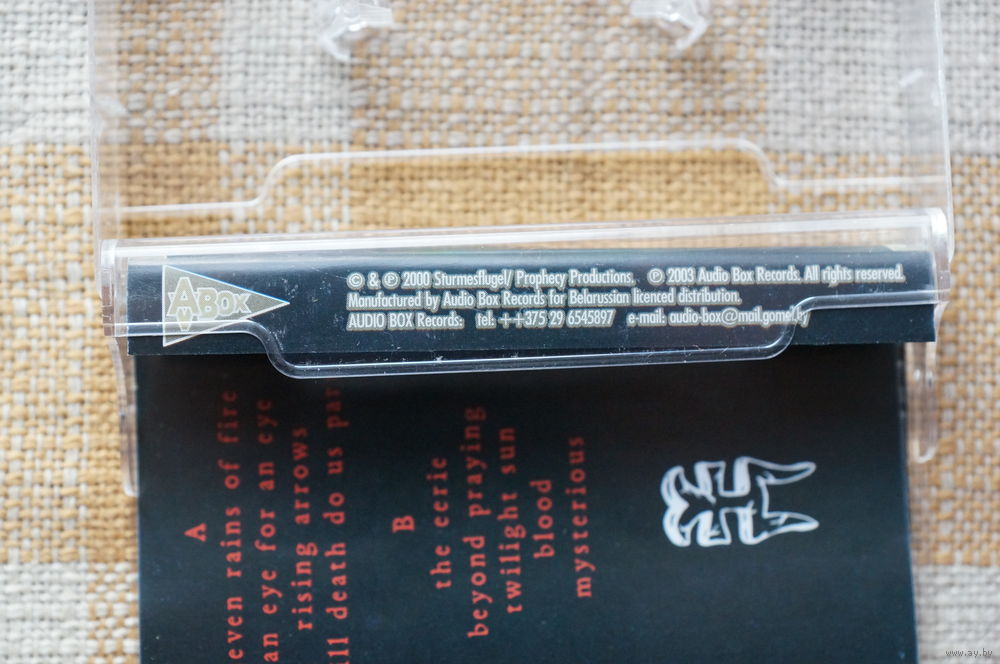 ABOX
© & ℗ 2000 Sturmesflugel/ Prophecy Productions. ℗ 2003 Audio Box Records. All rights reserved.
Manufactured by Audio Box Records for Belarussian licenced distribution.
AUDIO BOX Records: tel: ++375 29 6545897 e-mail: audio-box@mail.gomel.by
A
even rains of fire
an eye for an eye
rising arrows
ill death do us par
B
the eerie
beyond praying
twilight sun
blood
mysterious
www.ay.by